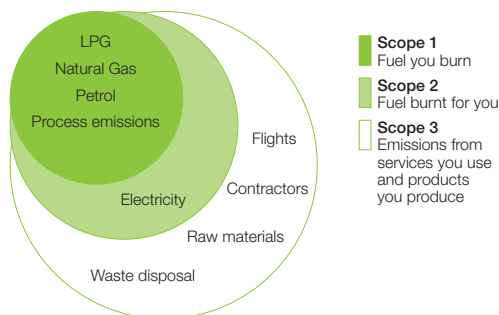 LPG
Natural Gas
Petrol
Process emissions
Electricity
Flights
Contractors
Raw materials
Waste disposal
Scope 1
Fuel you burn
Scope 2
Fuel burnt for you
Scope 3
Emissions from
services you use
and products
you produce